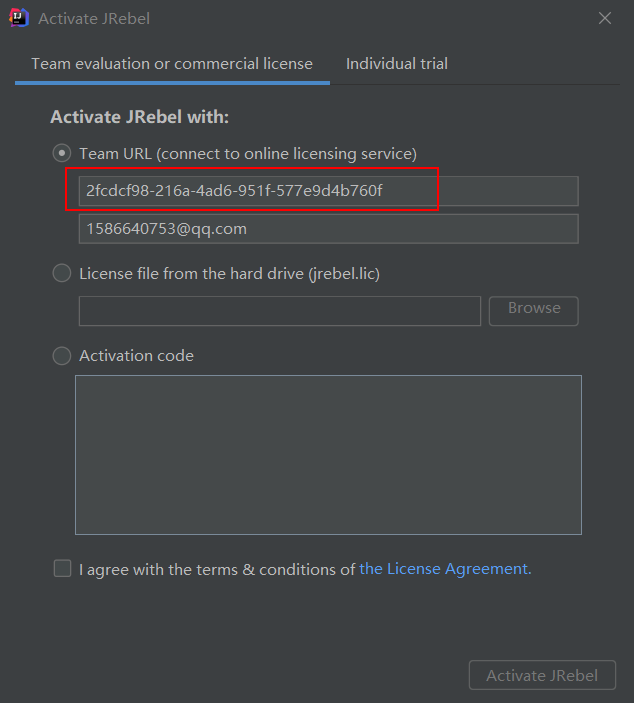 Activate JRebel
Team evaluation or commercial license Individual trial
Activate JRebel with:
Team URL (connect to online licensing service)
2fcdcf98-216a-4ad6-951f-577e9d4b760f
1586640753@qq.com
License file from the hard drive (jrebel.lic)
Browse
Activation code
I agree with the terms & conditions of the License Agreement.
Activate JRebel